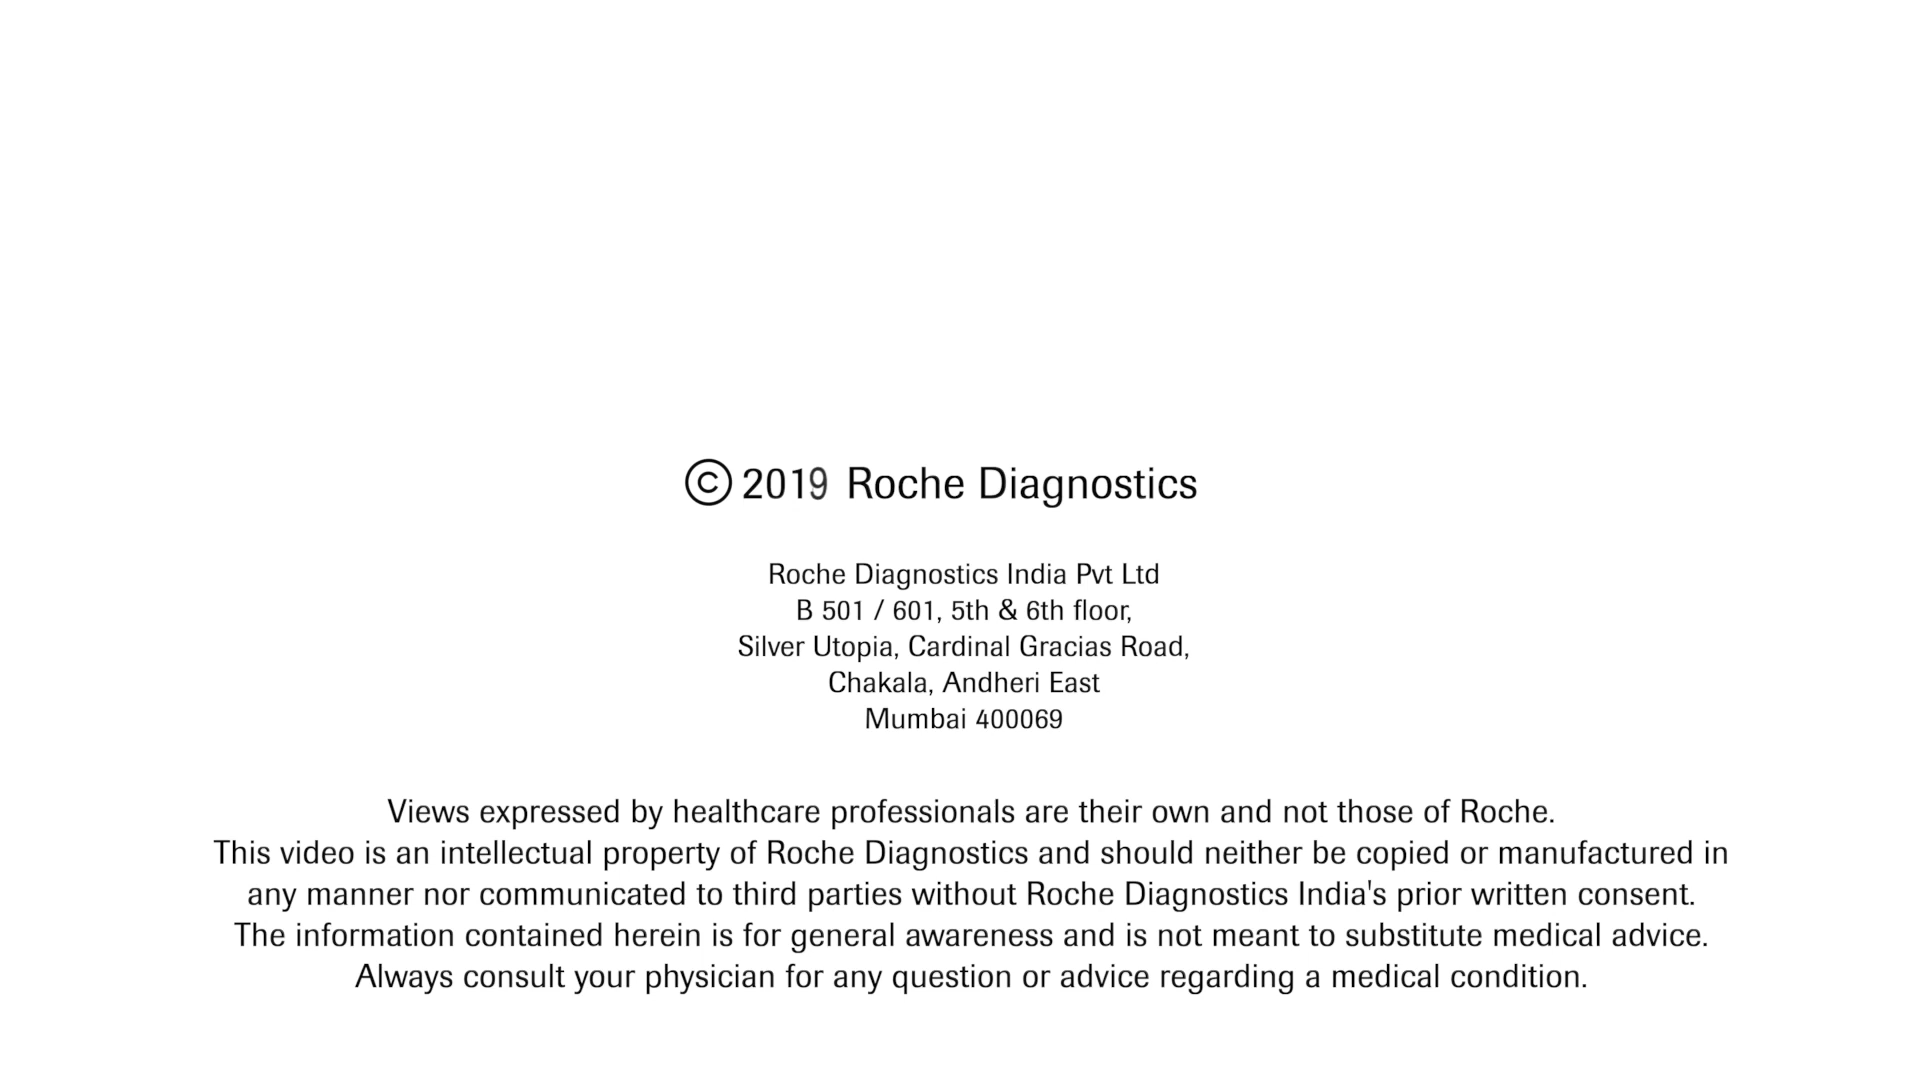 © 2019 Roche Diagnostics
Roche Diagnostics India Pvt Ltd
B 501 / 601, 5th & 6th floor,
Silver Utopia, Cardinal Gracias Road,
Chakala, Andheri East
Mumbai 400069
Views expressed by healthcare professionals are their own and not those of Roche.
This video is an intellectual property of Roche Diagnostics and should neither be copied or manufactured in
any manner nor communicated to third parties without Roche Diagnostics India's prior written consent.
The information contained herein is for general awareness and is not meant to substitute medical advice.
Always consult your physician for any question or advice regarding a medical condition.